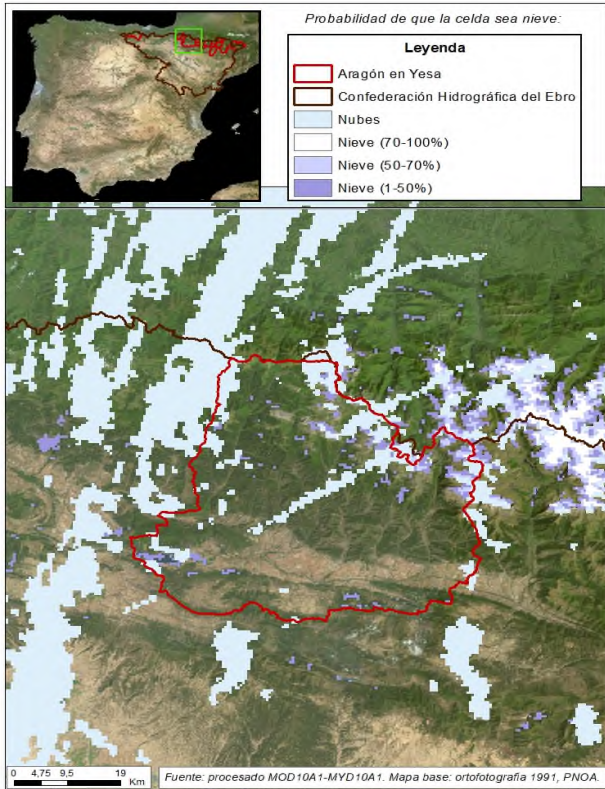 Probabilidad de que la celda sea nieve:
Leyenda
Aragón en Yesa
Confederación Hidrográfica del Ebro
Nubes
Nieve (70-100%)
Nieve (50-70%)
Nieve (1-50%)
0 4,75 9,5 19
Km
Fuente: procesado MOD10A1-MYD10A1. Mapa base: ortofotografía 1991, PNOA.